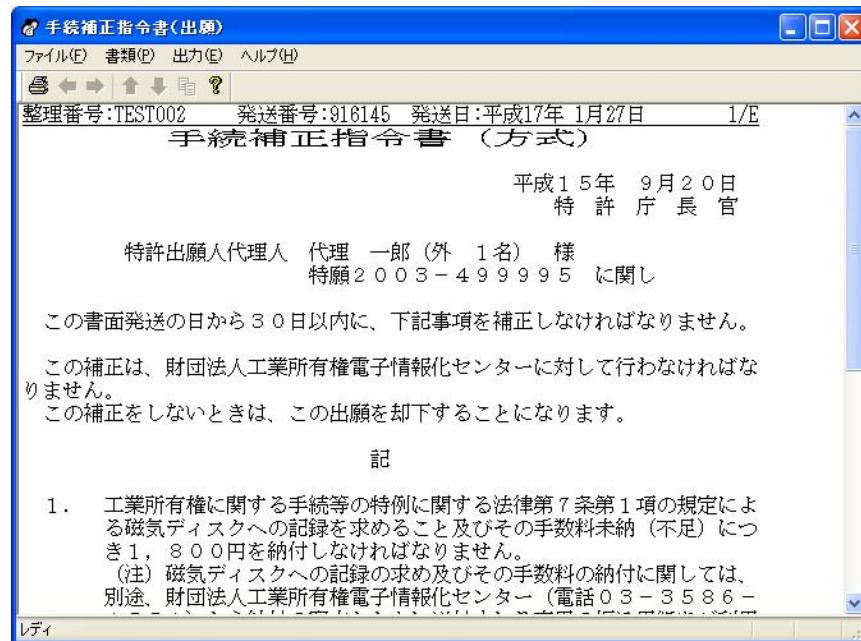 手続補正指令書(出願)
ファイル(F) 書類(P) 出力(E) ヘルプ(H)
整理番号:TEST002 発送番号:916145 発送日:平成17年 1月27日 1/E
手続補正指令書（方式）
平成１５年 ９月２０日
特 許 庁 長 官
特許出願人代理人 代理 一郎（外 １名） 様
特願２００３－４９９９９５ に関し
この書面発送の日から３０日以内に、下記事項を補正しなければなりません。
この補正は、財団法人工業所有権電子情報化センターに対して行わなければな
りません。
この補正をしないときは、この出願を却下することになります。
記
１． 工業所有権に関する手続等の特例に関する法律第７条第１項の規定によ
る磁気ディスクへの記録を求めること及びその手数料未納（不足）につ
き１，８００円を納付しなければなりません。
（注）磁気ディスクへの記録の求め及びその手数料の納付に関しては、
別途、財団法人工業所有権電子情報化センター（電話０３－３５８６－
レディ